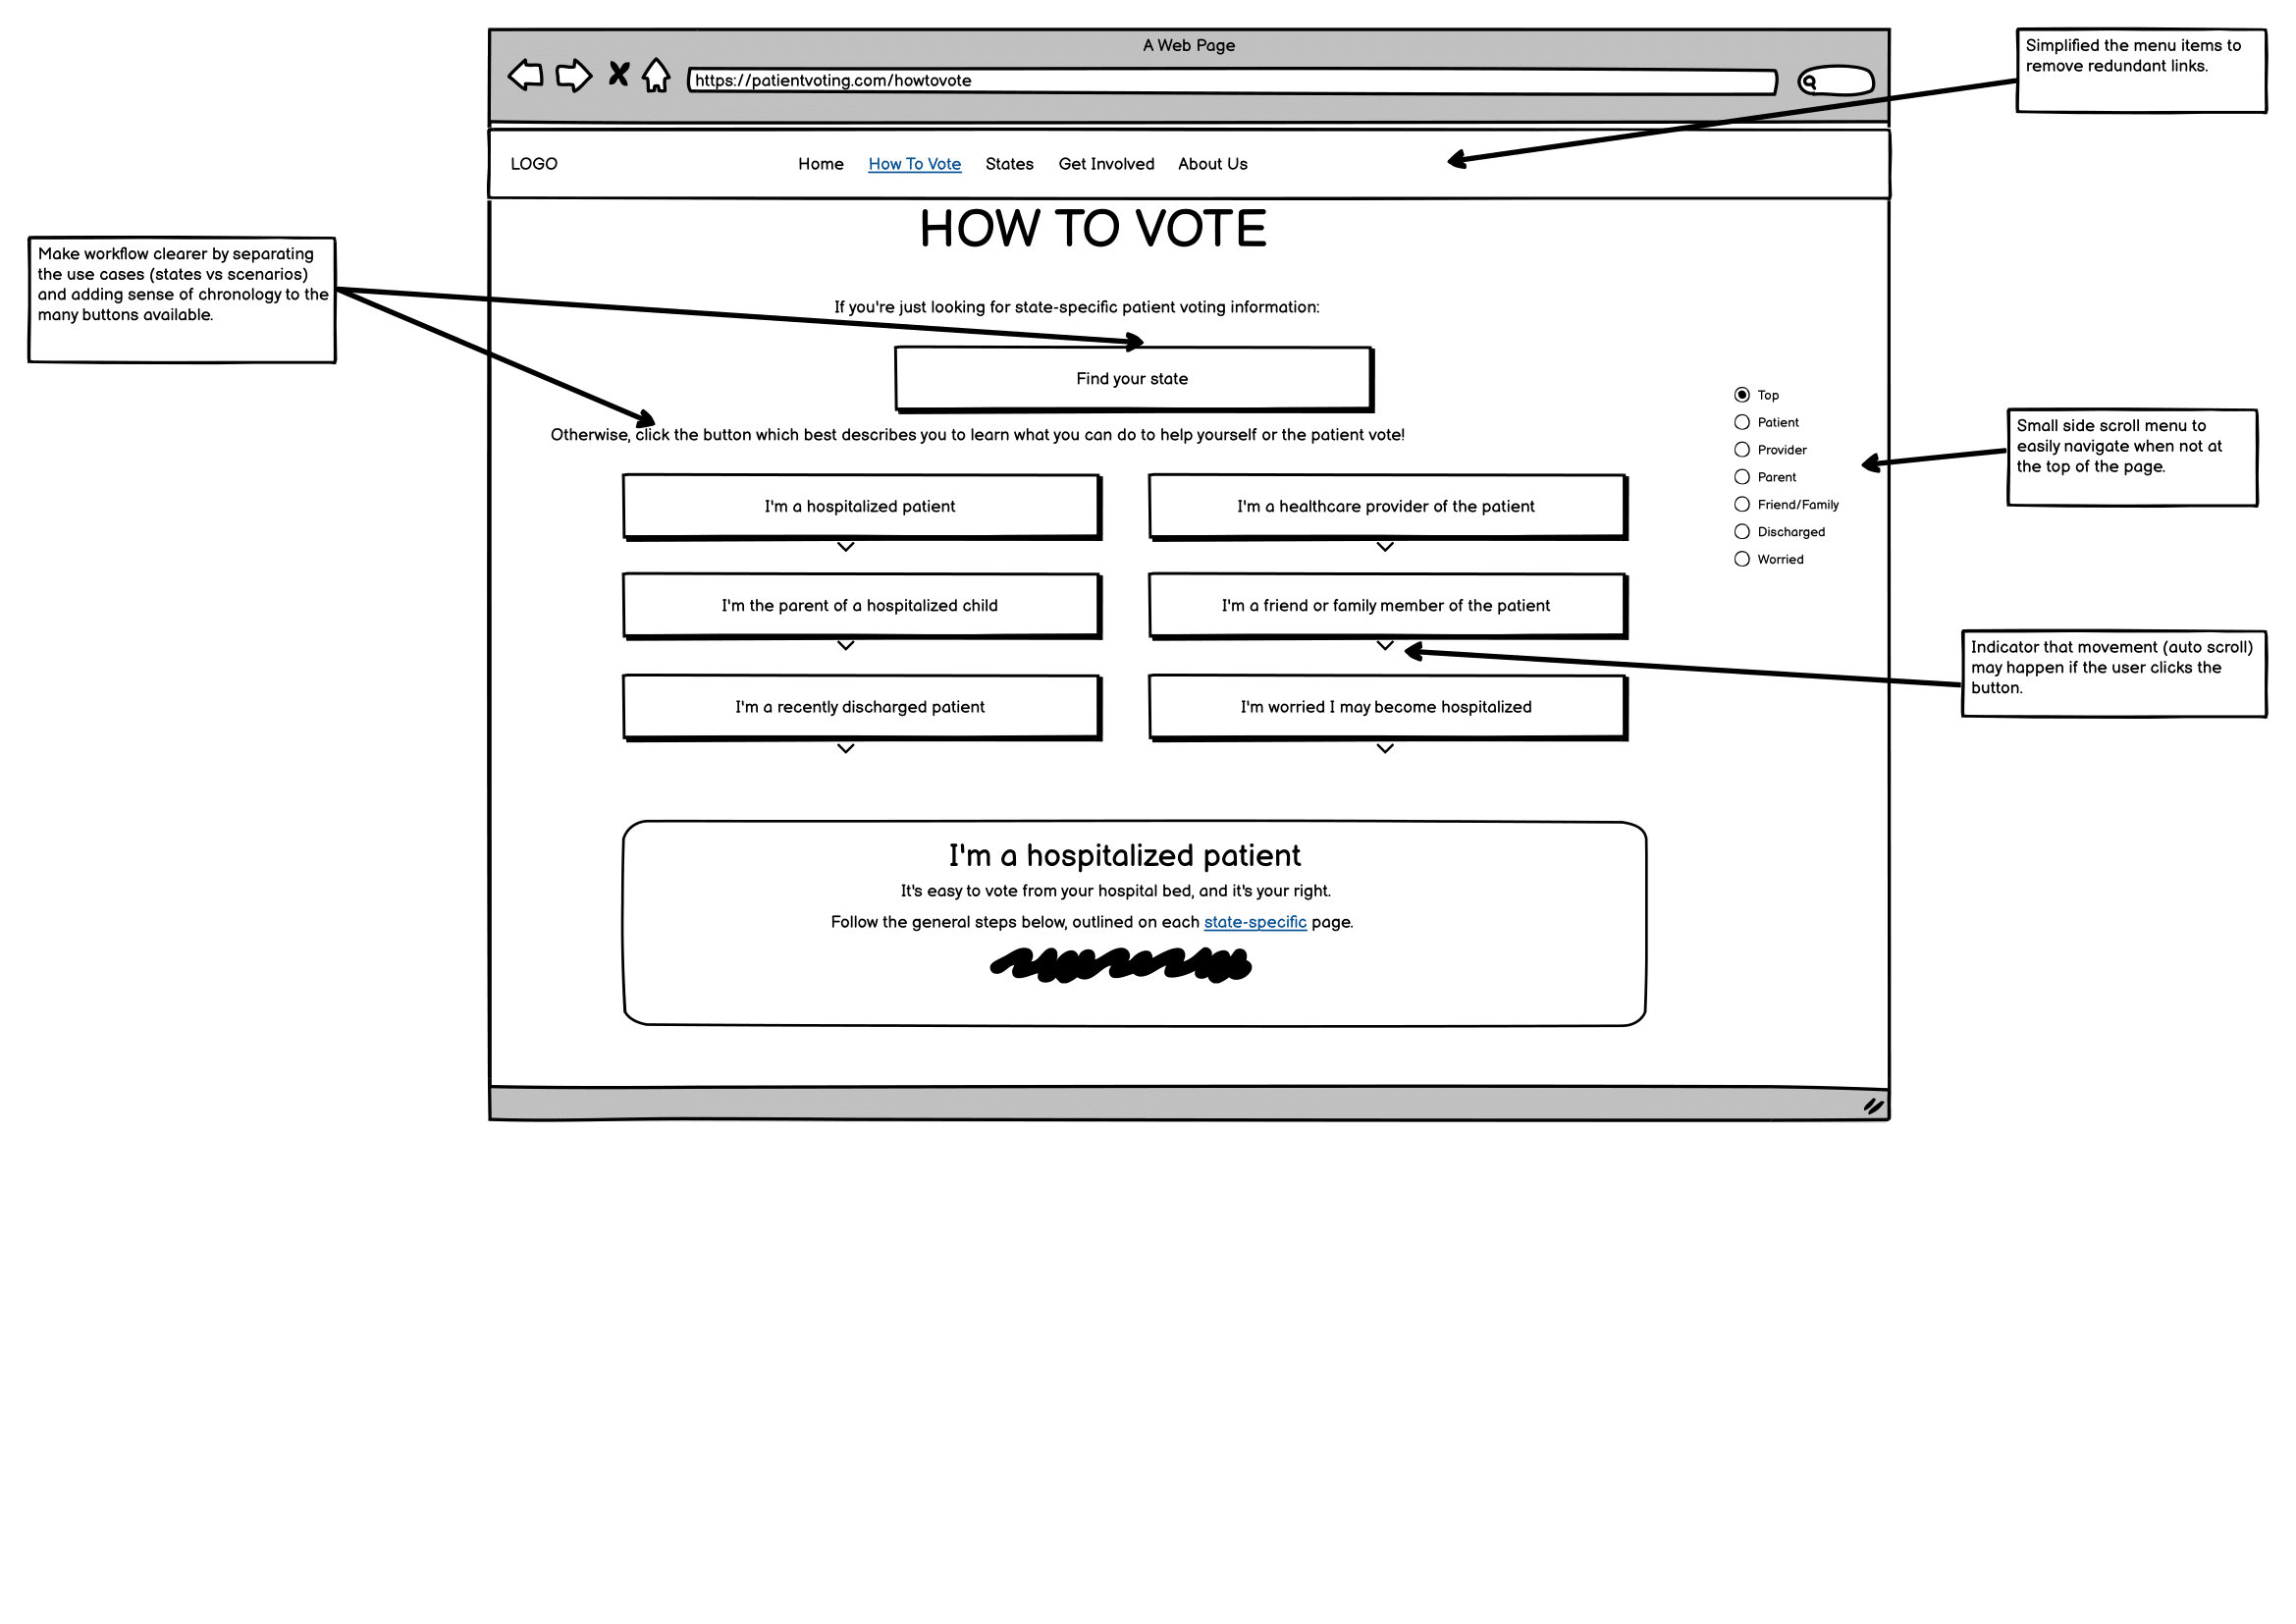 A Web Page
https://patientvoting.com/howtovote
Simplified the menu items to
remove redundant links.
LOGO
Home
How To Vote
States
Get Involved
About Us
HOW TO VOTE
Make workflow clearer by separating
the use cases (states vs scenarios)
and adding sense of chronology to the
many buttons available.
If you're just looking for state-specific patient voting information:
Find your state
Otherwise, click the button which best describes you to learn what you can do to help yourself or the patient vote!
Top
Patient
Provider
Parent
Friend/Family
Discharged
Worried
Small side scroll menu to
easily navigate when not at
the top of the page.
I'm a hospitalized patient
I'm a healthcare provider of the patient
I'm the parent of a hospitalized child
I'm a friend or family member of the patient
Indicator that movement (auto scroll)
may happen if the user clicks the
button.
I'm a recently discharged patient
I'm worried I may become hospitalized
I'm a hospitalized patient
It's easy to vote from your hospital bed, and it's your right.
Follow the general steps below, outlined on each state-specific page.